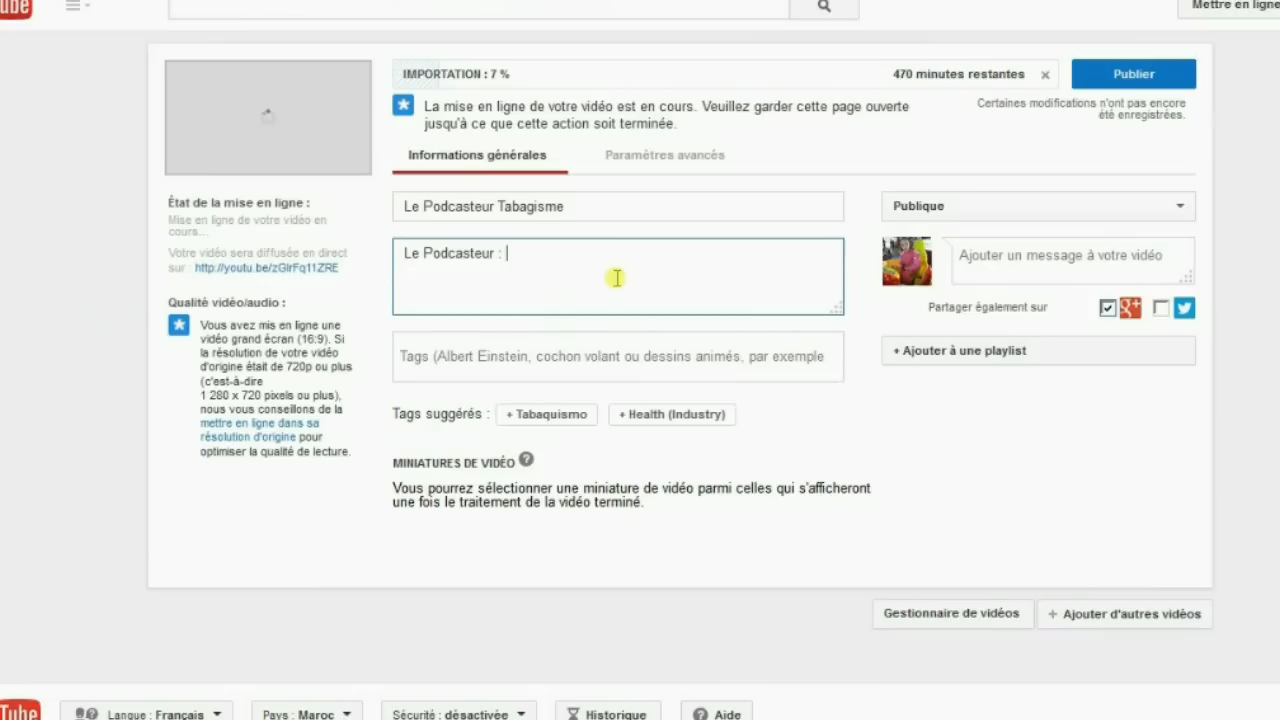 ube
Mettre en ligne
IMPORTATION : 7 %
470 minutes restantes
Publier
La mise en ligne de votre vidéo est en cours. Veuillez garder cette page ouverte
jusqu'à ce que cette action soit terminée.
Certaines modifications n'ont pas encore
été enregistrées.
Informations générales
Paramètres avancés
État de la mise en ligne :
Mise en ligne de votre vidéo en
cours...
Votre vidéo sera diffusée en direct
sur : http://youtu.be/zGIrFq11ZRE
Qualité vidéo/audio :
Vous avez mis en ligne une
vidéo grand écran (16:9). Si
la résolution de votre vidéo
d'origine était de 720p ou plus
(c'est-à-dire
1 280 x 720 pixels ou plus),
nous vous conseillons de la
mettre en ligne dans sa
résolution d'origine pour
optimiser la qualité de lecture.
Le Podcasteur Tabagisme
Le Podcasteur :
Tags (Albert Einstein, cochon volant ou dessins animés, par exemple
Tags suggérés : + Tabaquismo + Health (Industry)
MINIATURES DE VIDÉO ?
Vous pourrez sélectionner une miniature de vidéo parmi celles qui s'afficheront
une fois le traitement de la vidéo terminé.
Publique
Ajouter un message à votre vidéo
Partager également sur
+ Ajouter à une playlist
Gestionnaire de vidéos
+ Ajouter d'autres vidéos
Tube
Langue : Français
Pays : Maroc
Sécurité : désactivée
Historique
? Aide